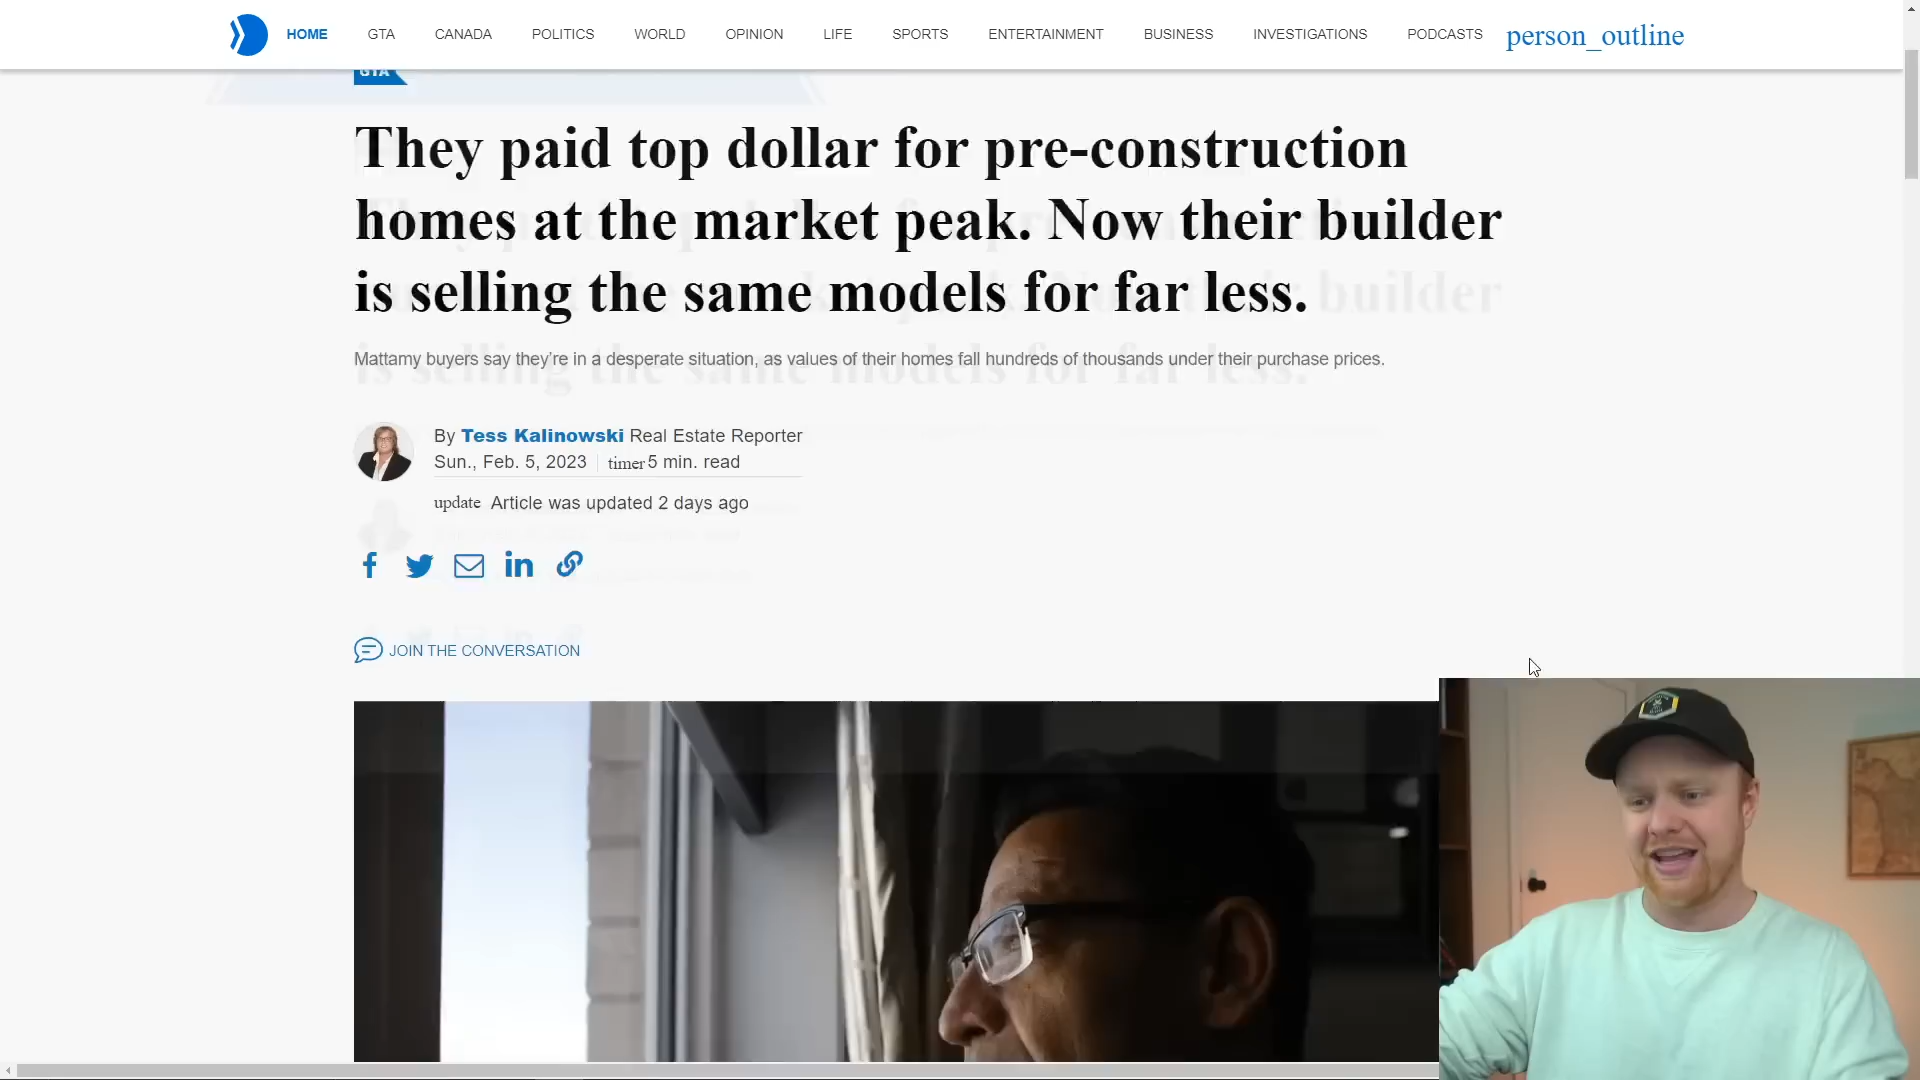 HOME GTA CANADA POLITICS WORLD OPINION LIFE SPORTS ENTERTAINMENT BUSINESS INVESTIGATIONS PODCASTS person_outline
GTA
They paid top dollar for pre-construction
homes at the market peak. Now their builder
is selling the same models for far less.
Mattamy buyers say they're in a desperate situation, as values of their homes fall hundreds of thousands under their purchase prices.
By Tess Kalinowski Real Estate Reporter
Sun., Feb. 5, 2023 timer 5 min. read
update Article was updated 2 days ago
JOIN THE CONVERSATION